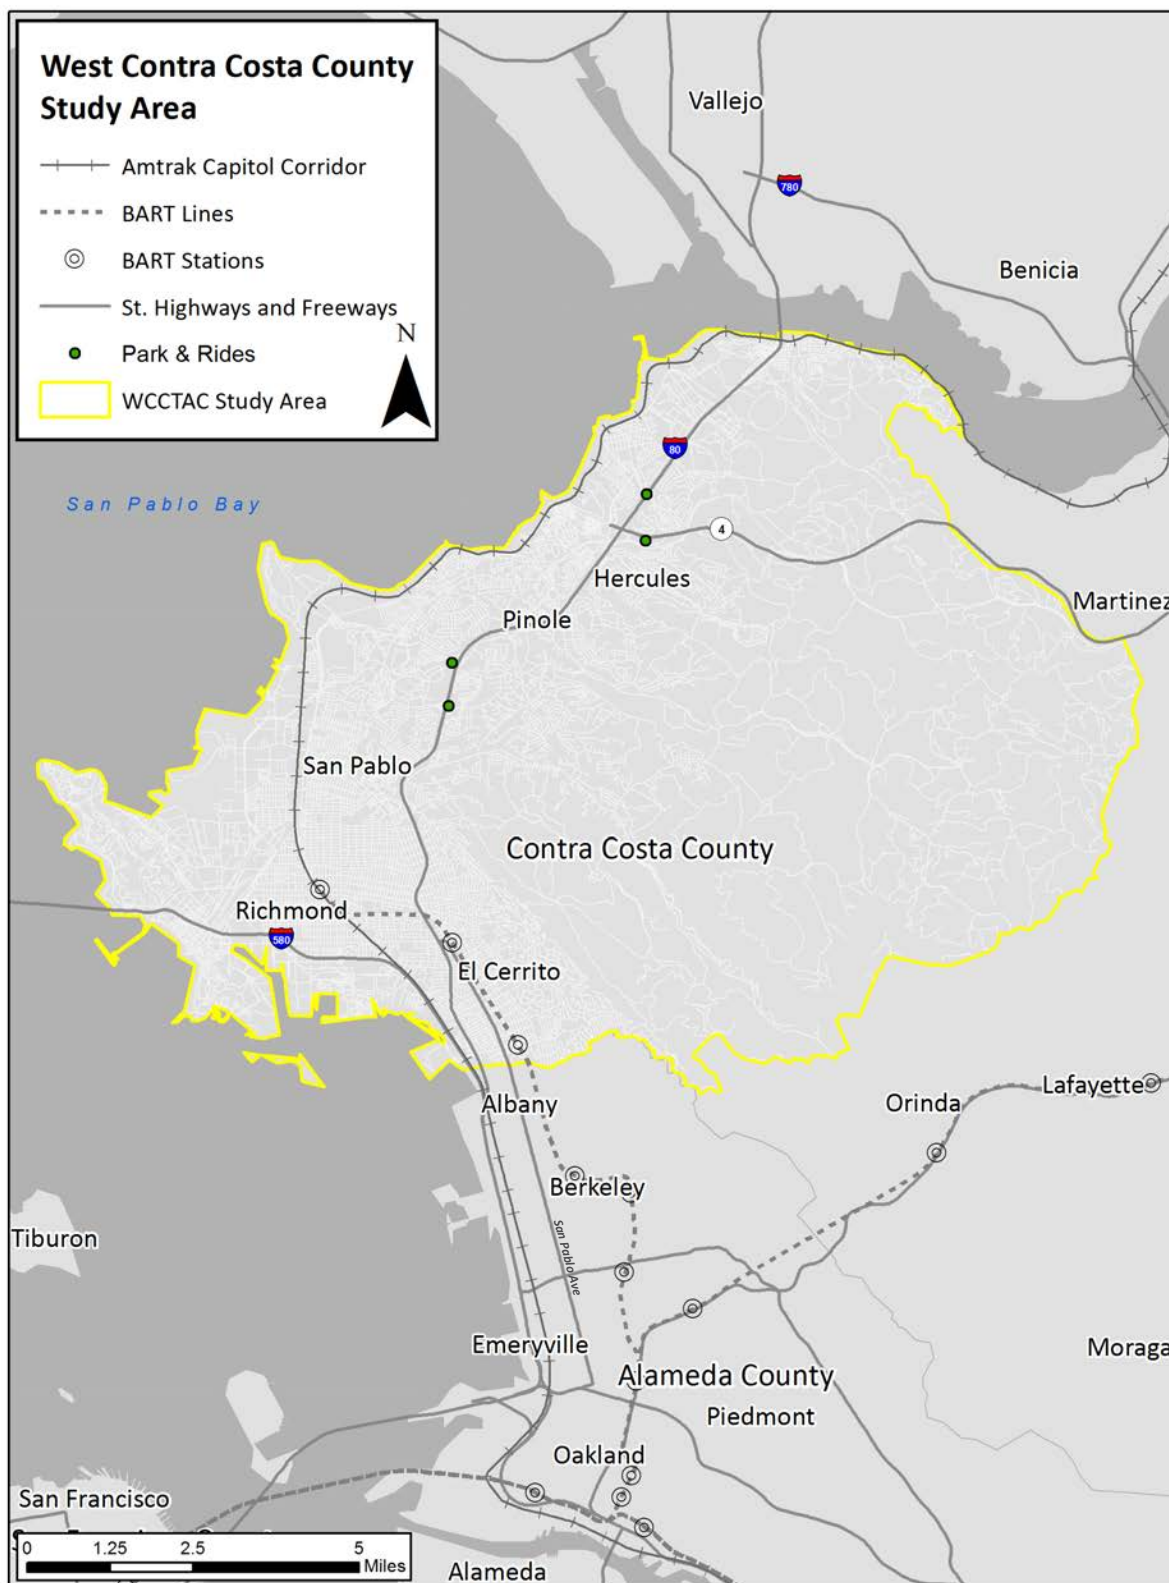 West Contra Costa County
Study Area
Amtrak Capitol Corridor
BART Lines
BART Stations
St. Highways and Freeways
N
Park & Rides
WCCTAC Study Area
Vallejo
780
Benicia
80
San Pablo Bay
4
Hercules
Martinez
Pinole
San Pablo
Contra Costa County
Richmond
580
El Cerrito
Albany
Orinda
Lafayette
Berkeley
San Pablo Ave
Tiburon
Emeryville
Moraga
Alameda County
Piedmont
Oakland
San Francisco
0 1.25 2.5 5
Miles
Alameda